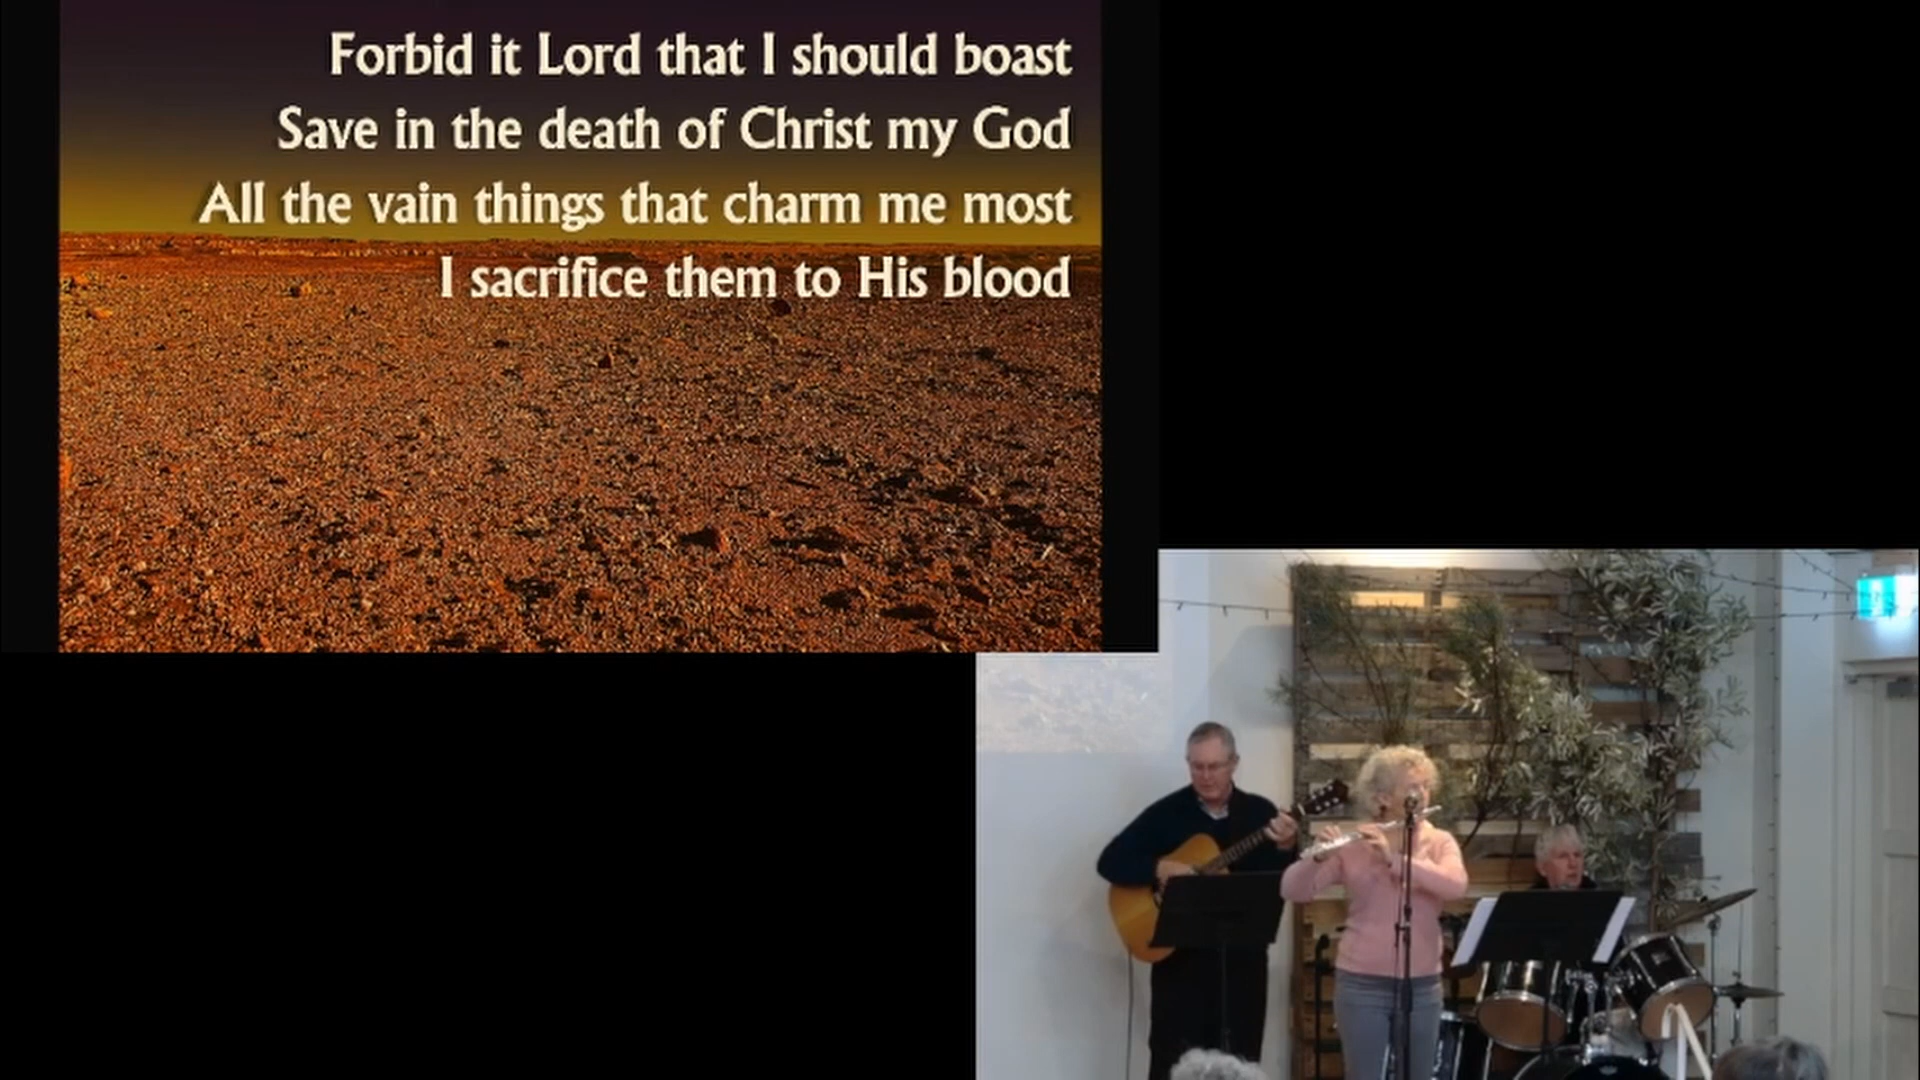 Forbid it Lord that I should boast
Save in the death of Christ my God
All the vain things that charm me most
I sacrifice them to His blood